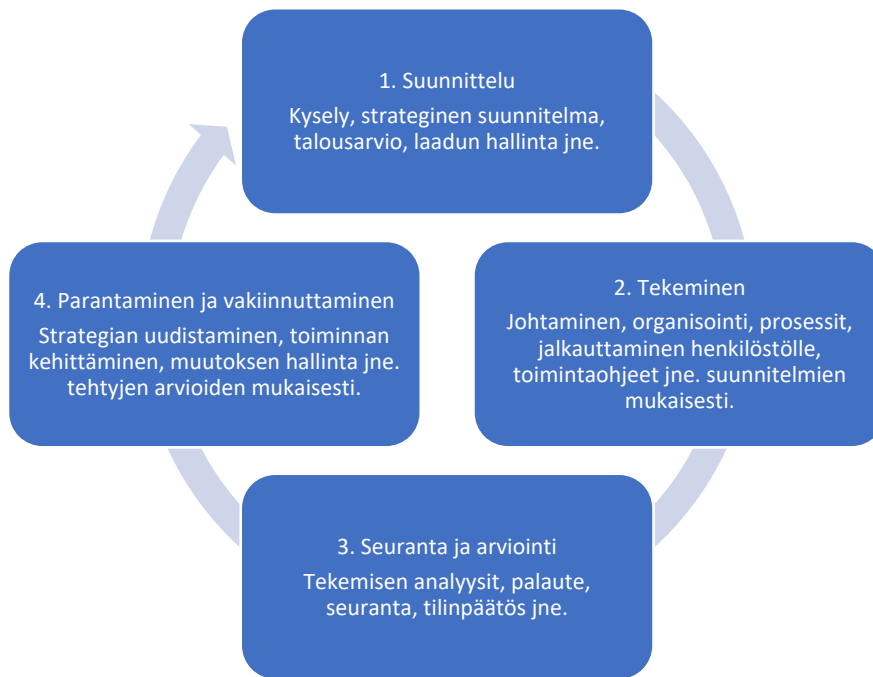 1. Suunnittelu
Kysely, strateginen suunnitelma,
talousarvio, laadun hallinta jne.
2. Tekeminen
Johtaminen, organisointi, prosessit,
jalkauttaminen henkilöstölle,
toimintaohjeet jne. suunnitelmien
mukaisesti.
3. Seuranta ja arviointi
Tekemisen analyysit, palaute,
seuranta, tilinpäätös jne.
4. Parantaminen ja vakiinnuttaminen
Strategian uudistaminen, toiminnan
kehittäminen, muutoksen hallinta jne.
tehtyjen arvioiden mukaisesti.